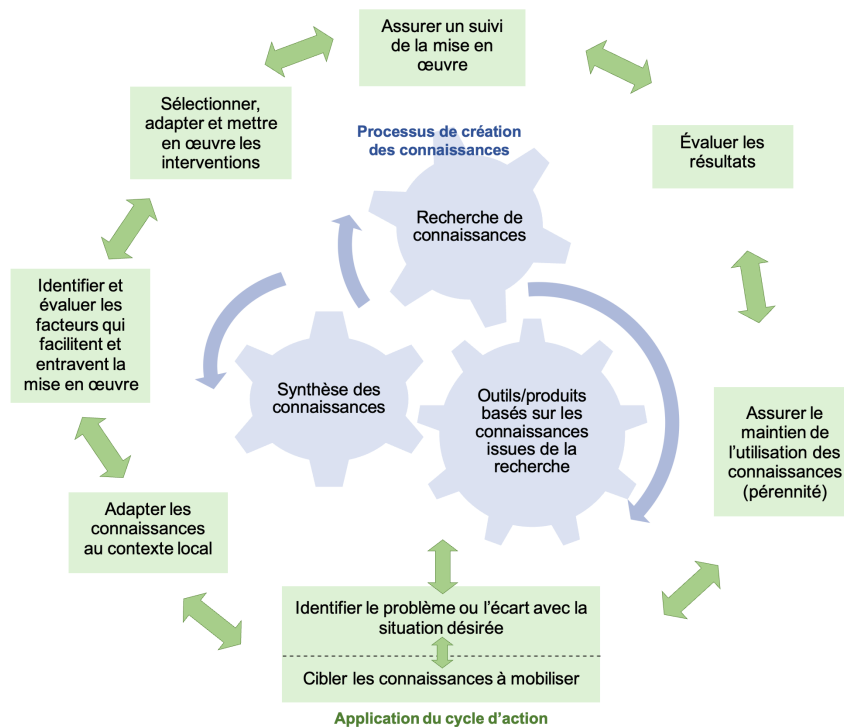 Assurer un suivi
de la mise en
œuvre
Sélectionner,
adapter et mettre
en œuvre les
interventions
Processus de création
des connaissances
Évaluer les
résultats
Recherche de
connaissances
Identifier et
évaluer les
facteurs qui
facilitent et
entravent la
mise en œuvre
Synthèse des
connaissances
Outils/produits
basés sur les
connaissances
issues de la
recherche
Assurer le
maintien de
l’utilisation des
connaissances
(pérennité)
Adapter les
connaissances
au contexte local
Identifier le problème ou l’écart avec la
situation désirée
Cibler les connaissances à mobiliser
Application du cycle d’action